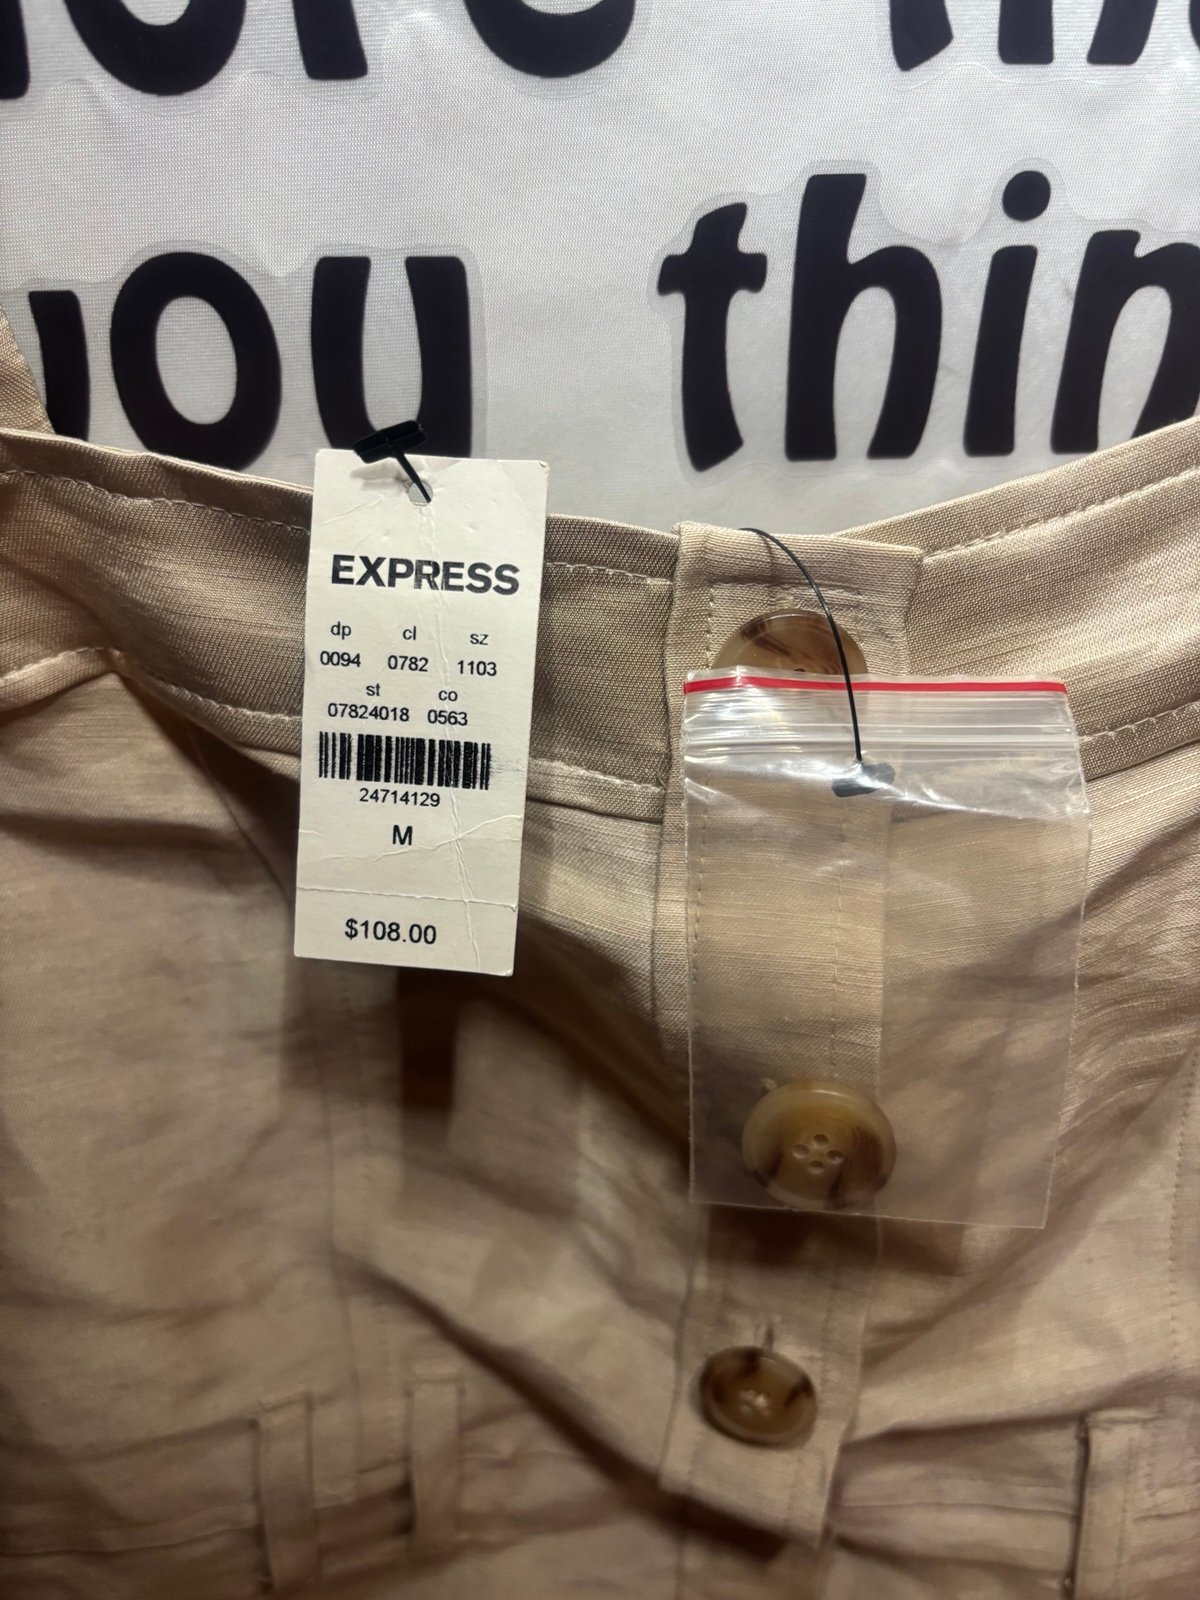 you thin
EXPRESS
dp cl sz
0094 0782 1103
st co
07824018 0563
24714129
M
$108.00